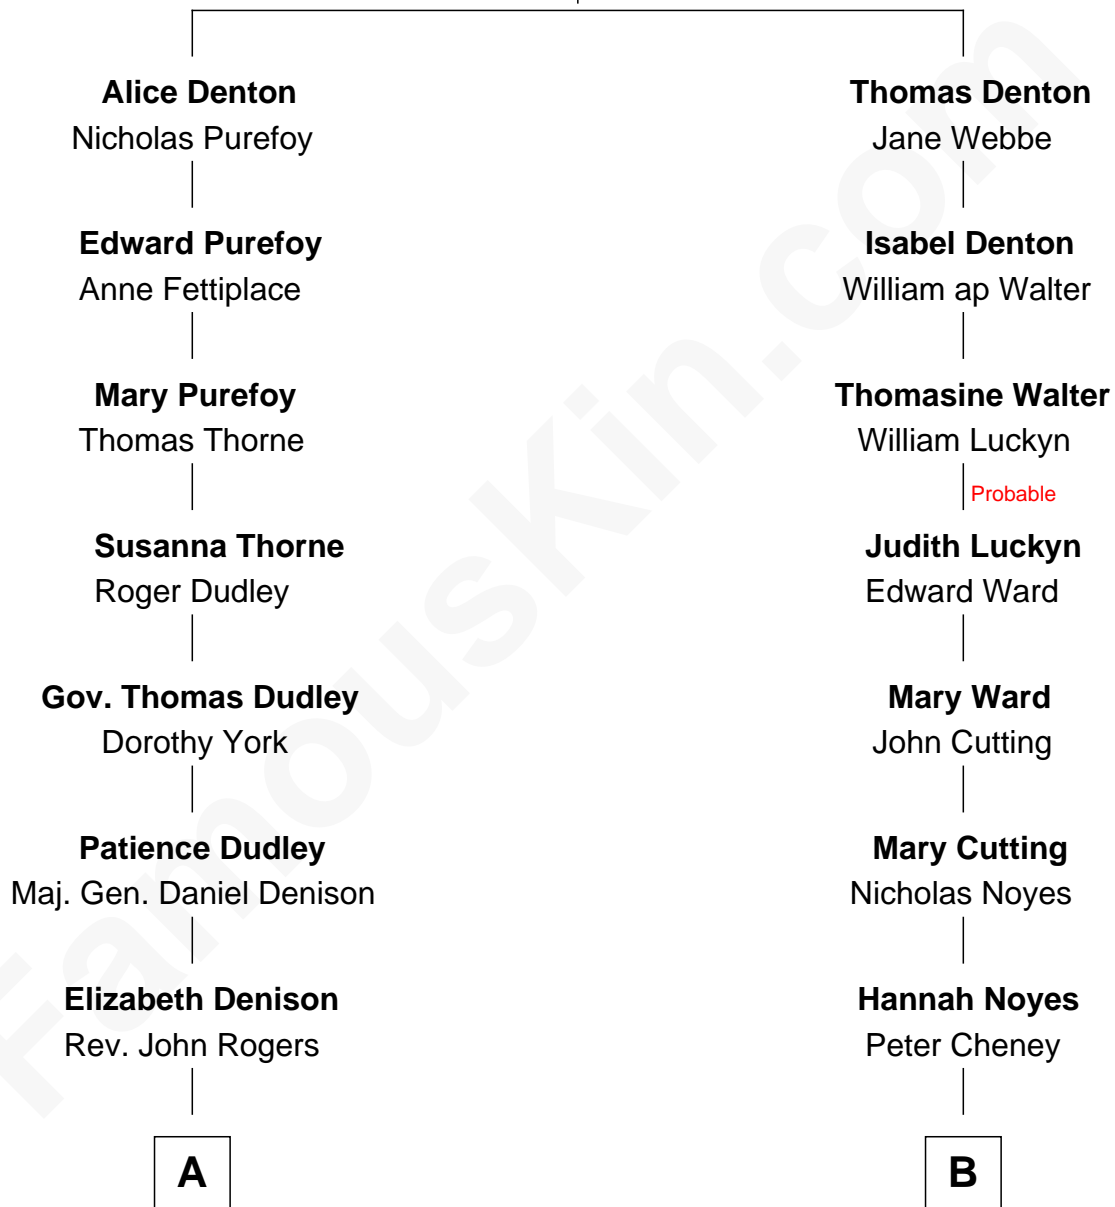 Alice Denton
Nicholas Purefoy
Edward Purefoy
Anne Fettiplace
Mary Purefoy
Thomas Thorne
Susanna Thorne
Roger Dudley
Gov. Thomas Dudley
Dorothy York
Patience Dudley
Maj. Gen. Daniel Denison
Elizabeth Denison
Rev. John Rogers
A
Thomas Denton
Jane Webbe
Isabel Denton
William ap Walter
Thomasine Walter
William Luckyn
Probable
Judith Luckyn
Edward Ward
Mary Ward
John Cutting
Mary Cutting
Nicholas Noyes
Hannah Noyes
Peter Cheney
B
FamousKin.com